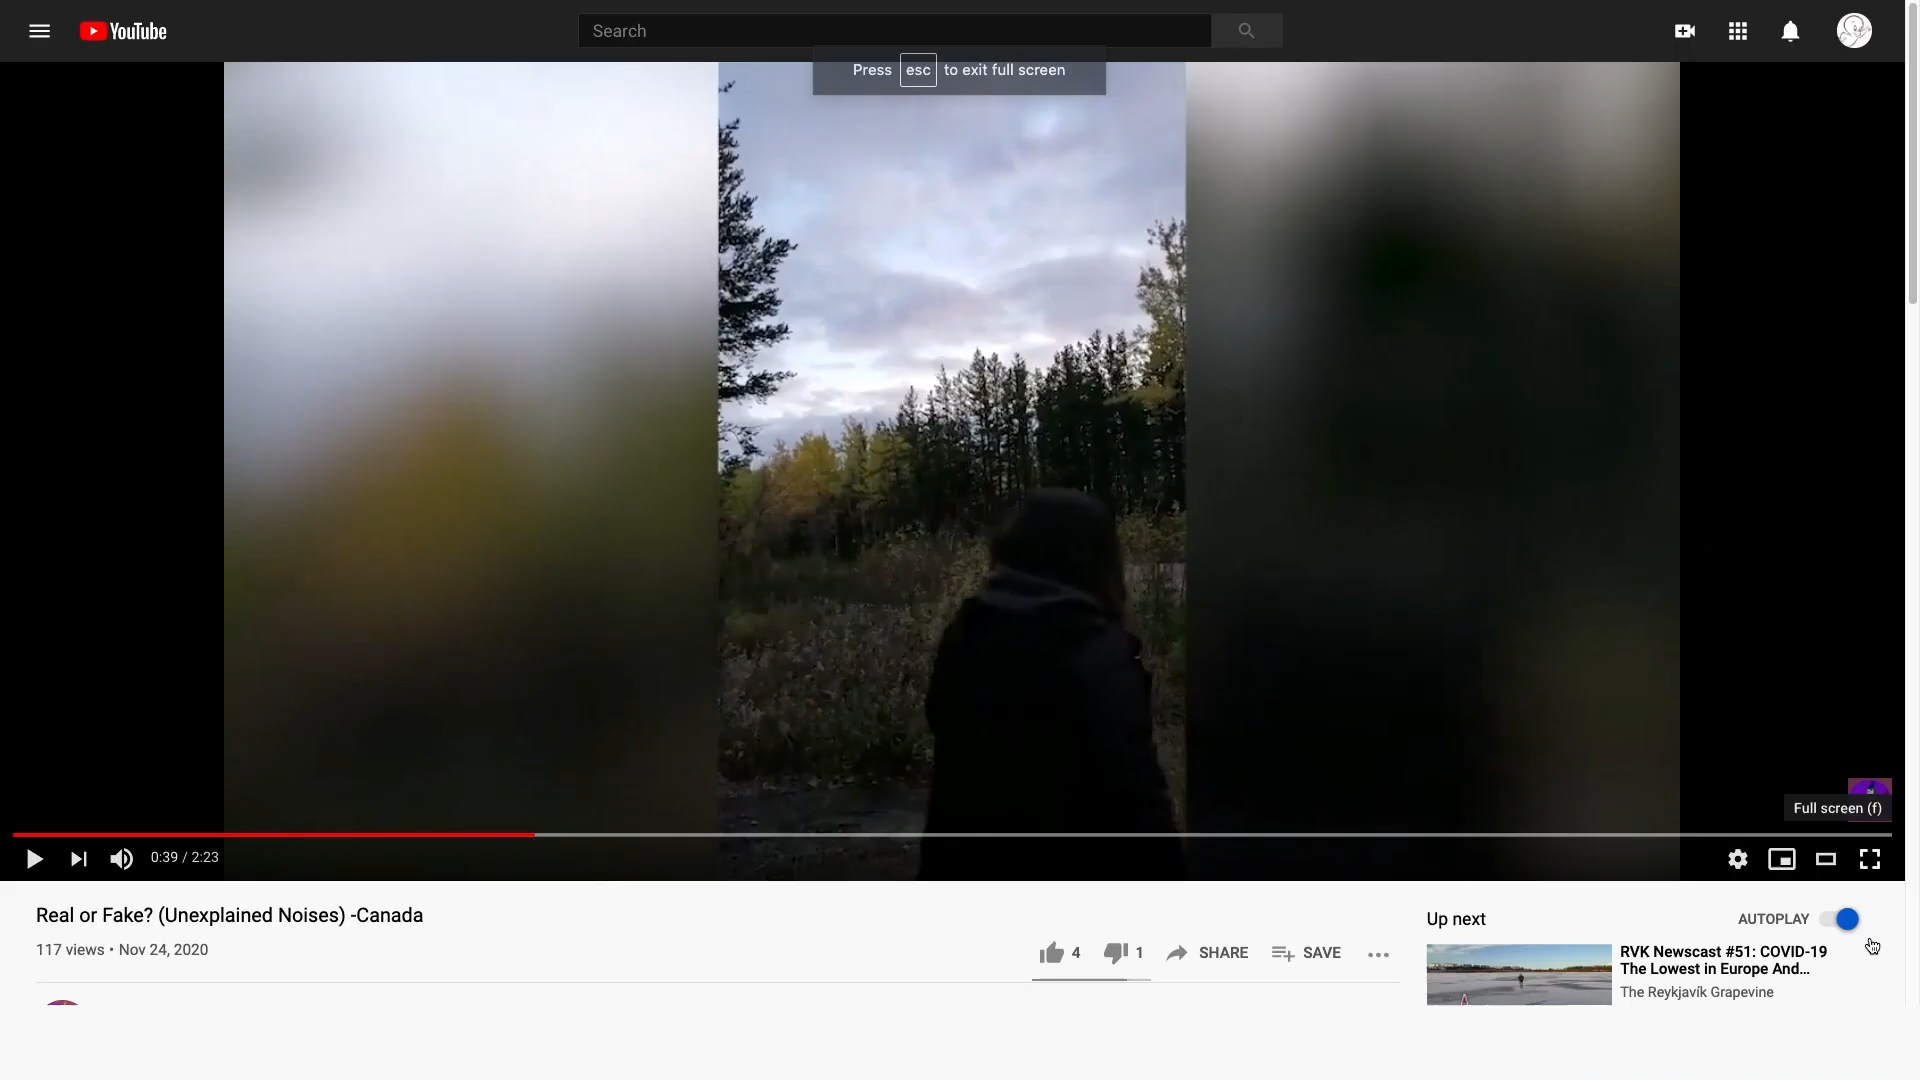 YouTube
Search
Press esc to exit full screen
Full screen (f)
0:39 / 2:23
Real or Fake? (Unexplained Noises) -Canada
117 views • Nov 24, 2020
4
1
SHARE
SAVE
Up next
AUTOPLAY
RVK Newscast #51: COVID-19
The Lowest in Europe And...
The Reykjavík Grapevine